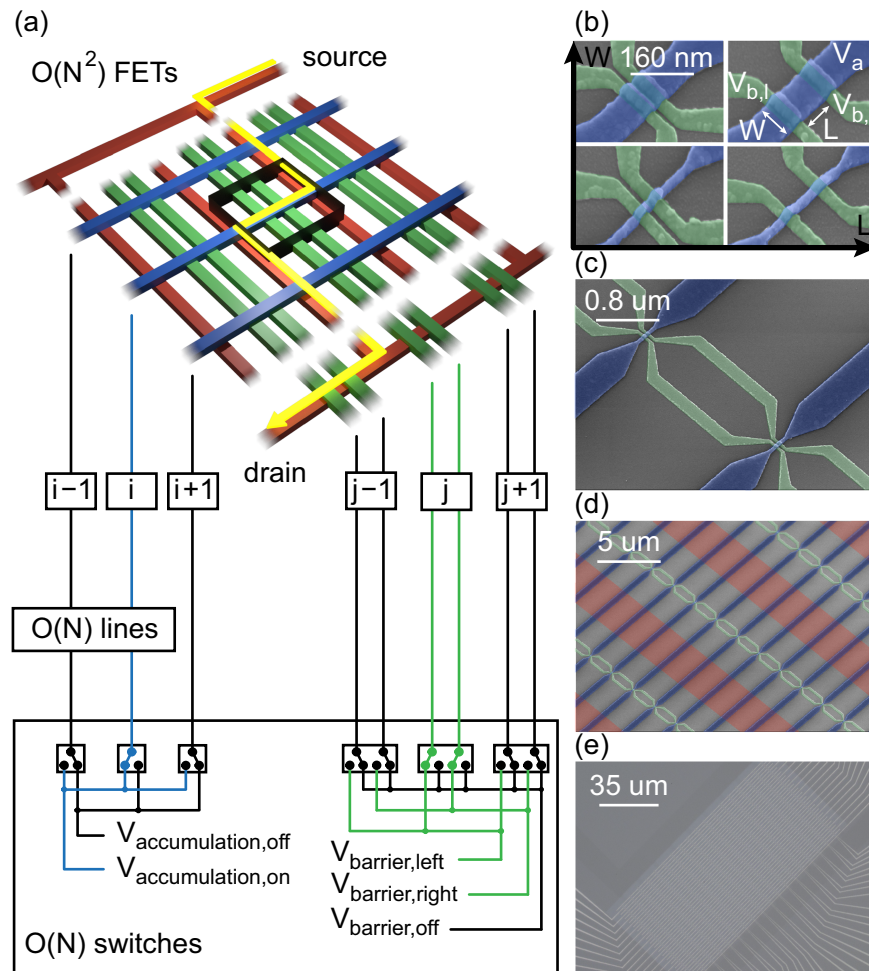 (a)
O(N²) FETs
source
drain
i−1
i
i+1
j−1
j
j+1
O(N) lines
V_accumulation,off
V_accumulation,on
V_barrier,left
V_barrier,right
V_barrier,off
O(N) switches
(b)
W
160 nm
V_a
V_b,l
V_b,
W
L
L
(c)
0.8 um
(d)
5 um
(e)
35 um